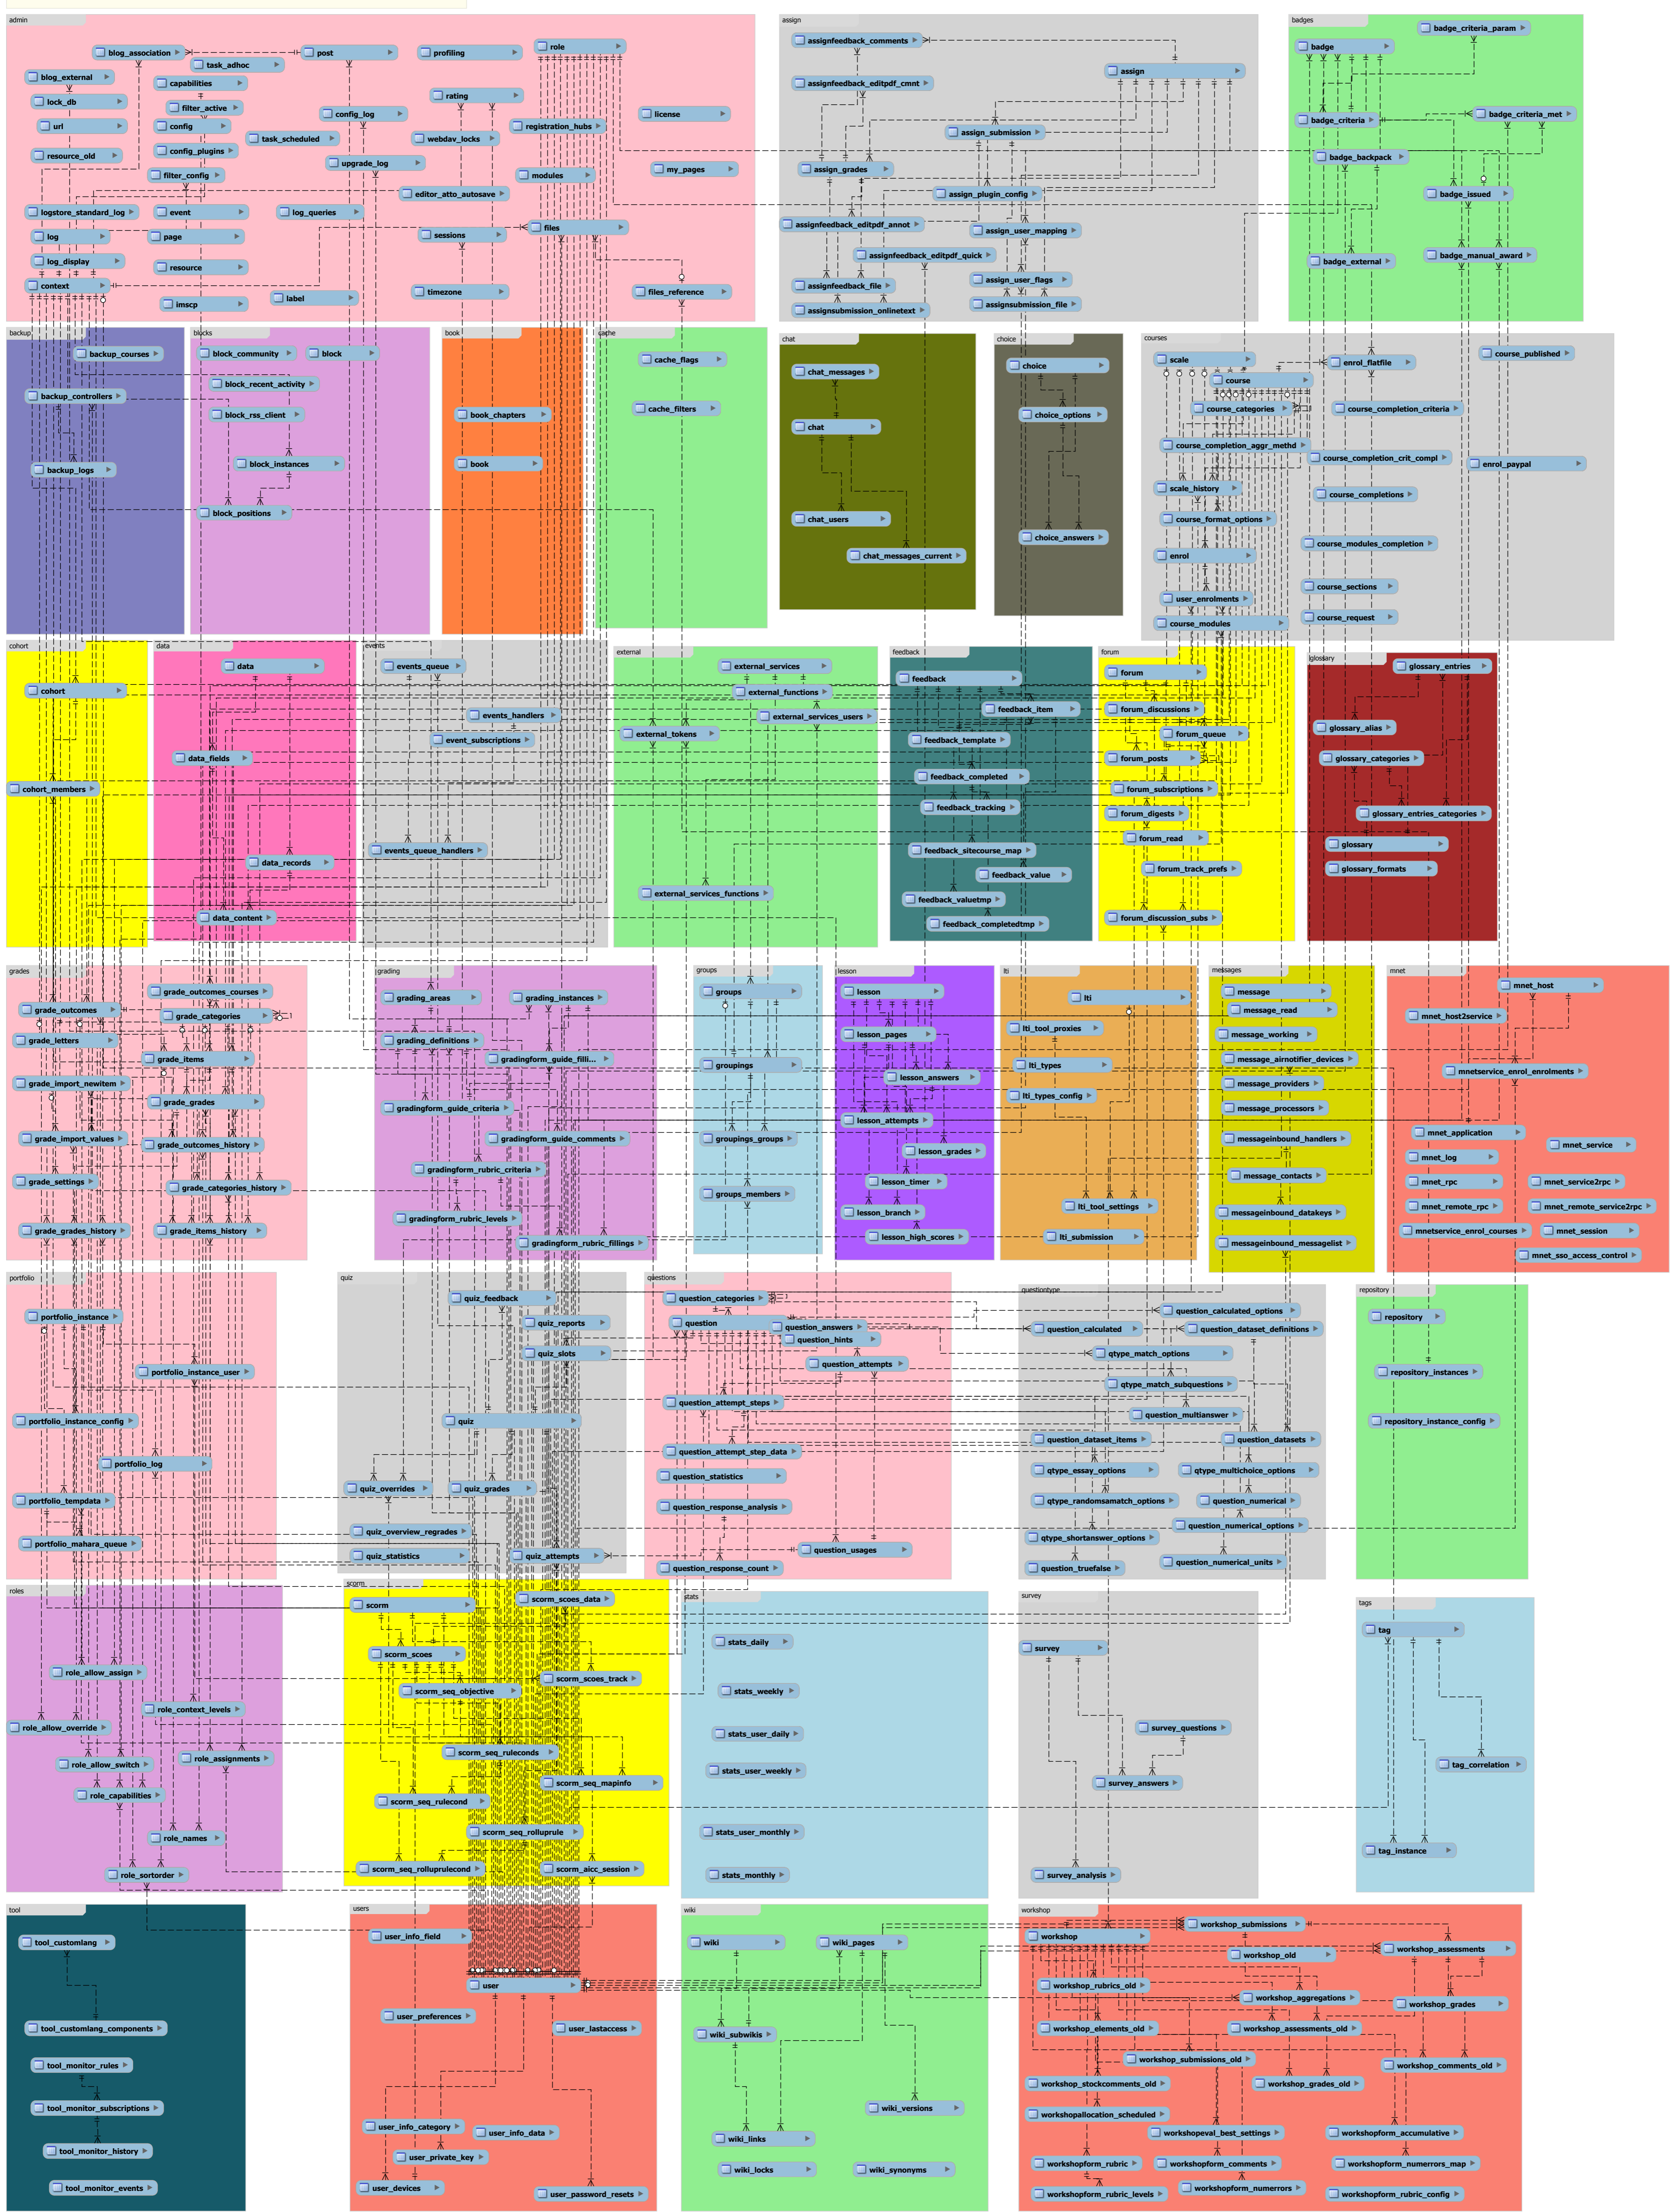 admin
blog_association
post
profiling
role
task_adhoc
blog_external
capabilities
lock_db
filter_active
rating
config_log
license
url
config
registration_hubs
task_scheduled
webdav_locks
resource_old
config_plugins
upgrade_log
filter_config
modules
my_pages
editor_atto_autosave
logstore_standard_log
event
log_queries
files
log
page
sessions
log_display
resource
context
files_reference
timezone
label
imscp
assign
assignfeedback_comments
assign
assignfeedback_editpdf_cmnt
assign_submission
assign_grades
assign_plugin_config
assignfeedback_editpdf_annot
assign_user_mapping
assignfeedback_editpdf_quick
assign_user_flags
assignfeedback_file
assignsubmission_file
assignsubmission_onlinetext
badges
badge_criteria_param
badge
badge_criteria_met
badge_criteria
badge_backpack
badge_issued
badge_external
badge_manual_award
backup
backup_courses
backup_controllers
backup_logs
blocks
block_community
block
block_recent_activity
block_rss_client
block_instances
block_positions
book
book_chapters
book
cache
cache_flags
cache_filters
chat
chat_messages
chat
chat_users
chat_messages_current
choice
choice
choice_options
choice_answers
courses
scale
enrol_flatfile
course_published
course
course_categories
course_completion_criteria
course_completion_aggr_methd
course_completion_crit_compl
enrol_paypal
scale_history
course_completions
course_format_options
course_modules_completion
enrol
course_sections
user_enrolments
course_request
course_modules
cohort
cohort
cohort_members
data
data
data_fields
data_records
data_content
events
events_queue
events_handlers
event_subscriptions
events_queue_handlers
external
external_services
external_functions
external_services_users
external_tokens
external_services_functions
feedback
feedback
feedback_item
feedback_template
feedback_completed
feedback_tracking
feedback_sitecourse_map
feedback_value
feedback_valuetmp
feedback_completedtmp
forum
forum
forum_discussions
forum_queue
forum_posts
forum_subscriptions
forum_digests
forum_read
forum_track_prefs
forum_discussion_subs
glossary
glossary_entries
glossary_alias
glossary_categories
glossary_entries_categories
glossary
glossary_formats
grades
grade_outcomes_courses
grade_outcomes
grade_categories
grade_letters
grade_items
grade_import_newitem
grade_grades
grade_import_values
grade_outcomes_history
grade_settings
grade_categories_history
grade_grades_history
grade_items_history
grading
grading_areas
grading_instances
grading_definitions
gradingform_guide_filli...
gradingform_guide_criteria
gradingform_guide_comments
gradingform_rubric_criteria
gradingform_rubric_levels
gradingform_rubric_fillings
groups
groups
groupings
groupings_groups
groups_members
lesson
lesson
lesson_pages
lesson_answers
lesson_attempts
lesson_grades
lesson_timer
lesson_branch
lesson_high_scores
lti
lti
lti_tool_proxies
lti_types
lti_types_config
lti_tool_settings
lti_submission
messages
message
message_read
message_working
message_airnotifier_devices
message_providers
message_processors
messageinbound_handlers
message_contacts
messageinbound_datakeys
messageinbound_messagelist
mnet
mnet_host
mnet_host2service
mnetservice_enrol_enrolments
mnet_application
mnet_service
mnet_log
mnet_rpc
mnet_service2rpc
mnet_remote_rpc
mnet_remote_service2rpc
mnetservice_enrol_courses
mnet_session
mnet_sso_access_control
portfolio
portfolio_instance
portfolio_instance_user
portfolio_instance_config
portfolio_log
portfolio_tempdata
portfolio_mahara_queue
quiz
quiz_feedback
quiz_reports
quiz_slots
quiz
quiz_overrides
quiz_grades
quiz_overview_regrades
quiz_statistics
quiz_attempts
questions
question_categories
question
question_answers
question_hints
question_attempts
question_attempt_steps
question_attempt_step_data
question_statistics
question_response_analysis
question_usages
question_response_count
questiontype
question_calculated_options
question_calculated
question_dataset_definitions
qtype_match_options
qtype_match_subquestions
question_multianswer
question_dataset_items
question_datasets
qtype_essay_options
qtype_multichoice_options
qtype_randomsamatch_options
question_numerical
question_numerical_options
qtype_shortanswer_options
question_numerical_units
question_truefalse
repository
repository
repository_instances
repository_instance_config
roles
role_allow_assign
role_context_levels
role_allow_override
role_assignments
role_allow_switch
role_capabilities
role_names
role_sortorder
scorm
scorm_scoes_data
scorm
scorm_scoes
scorm_scoes_track
scorm_seq_objective
scorm_seq_ruleconds
scorm_seq_mapinfo
scorm_seq_rulecond
scorm_seq_rolluprule
scorm_seq_rolluprulecond
scorm_aicc_session
stats
stats_daily
stats_weekly
stats_user_daily
stats_user_weekly
stats_user_monthly
stats_monthly
survey
survey
survey_questions
survey_answers
survey_analysis
tags
tag
tag_correlation
tag_instance
tool
tool_customlang
tool_customlang_components
tool_monitor_rules
tool_monitor_subscriptions
tool_monitor_history
tool_monitor_events
users
user_info_field
user
user_preferences
user_lastaccess
user_info_category
user_info_data
user_private_key
user_devices
user_password_resets
wiki
wiki
wiki_pages
wiki_subwikis
wiki_versions
wiki_links
wiki_locks
wiki_synonyms
workshop
workshop_submissions
workshop
workshop_assessments
workshop_old
workshop_rubrics_old
workshop_aggregations
workshop_grades
workshop_elements_old
workshop_assessments_old
workshop_submissions_old
workshop_comments_old
workshop_stockcomments_old
workshop_grades_old
workshopallocation_scheduled
workshopeval_best_settings
workshopform_accumulative
workshopform_rubric
workshopform_comments
workshopform_numerrors_map
workshopform_rubric_levels
workshopform_numerrors
workshopform_rubric_config